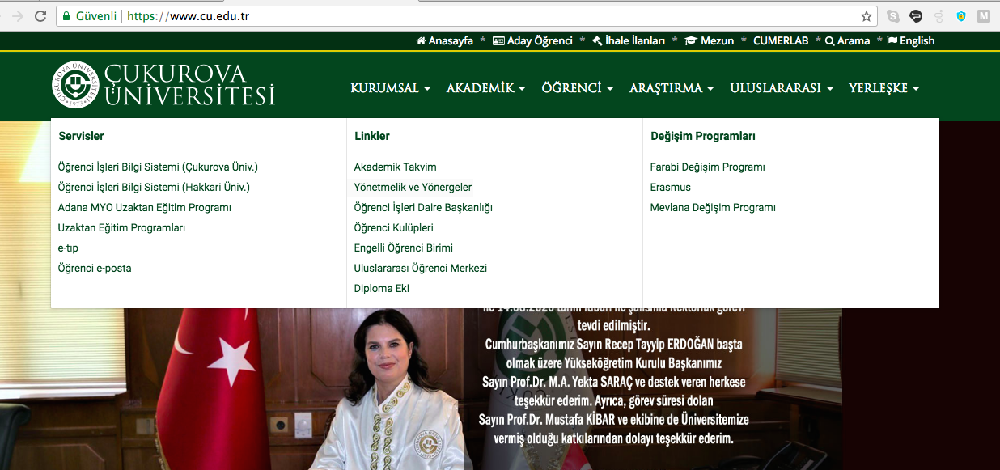 Güvenli https://www.cu.edu.tr
Anasayfa * Aday Öğrenci * İhale İlanları * Mezun * CUMERLAB * Arama * English
ÇUKUROVA
ÜNİVERSİTESİ
KURUMSAL AKADEMİK ÖĞRENCİ ARAŞTIRMA ULUSLARARASI YERLEŞKE
Servisler
Öğrenci İşleri Bilgi Sistemi (Çukurova Üniv.)
Öğrenci İşleri Bilgi Sistemi (Hakkari Üniv.)
Adana MYO Uzaktan Eğitim Programı
Uzaktan Eğitim Programları
e-tıp
Öğrenci e-posta
Linkler
Akademik Takvim
Yönetmelik ve Yönergeler
Öğrenci İşleri Daire Başkanlığı
Öğrenci Kulüpleri
Engelli Öğrenci Birimi
Uluslararası Öğrenci Merkezi
Diploma Eki
Değişim Programları
Farabi Değişim Programı
Erasmus
Mevlana Değişim Programı
tevdi edilmiştir.
Cumhurbaşkanımız Sayın Recep Tayyip ERDOĞAN başta
olmak üzere Yükseköğretim Kurulu Başkanımız
Sayın Prof.Dr. M.A. Yekta SARAÇ ve destek veren herkese
teşekkür ederim. Ayrıca, görev süresi dolan
Sayın Prof.Dr. Mustafa KİBAR ve ekibine de Üniversitemize
vermiş olduğu katkılarından dolayı teşekkür ederim.